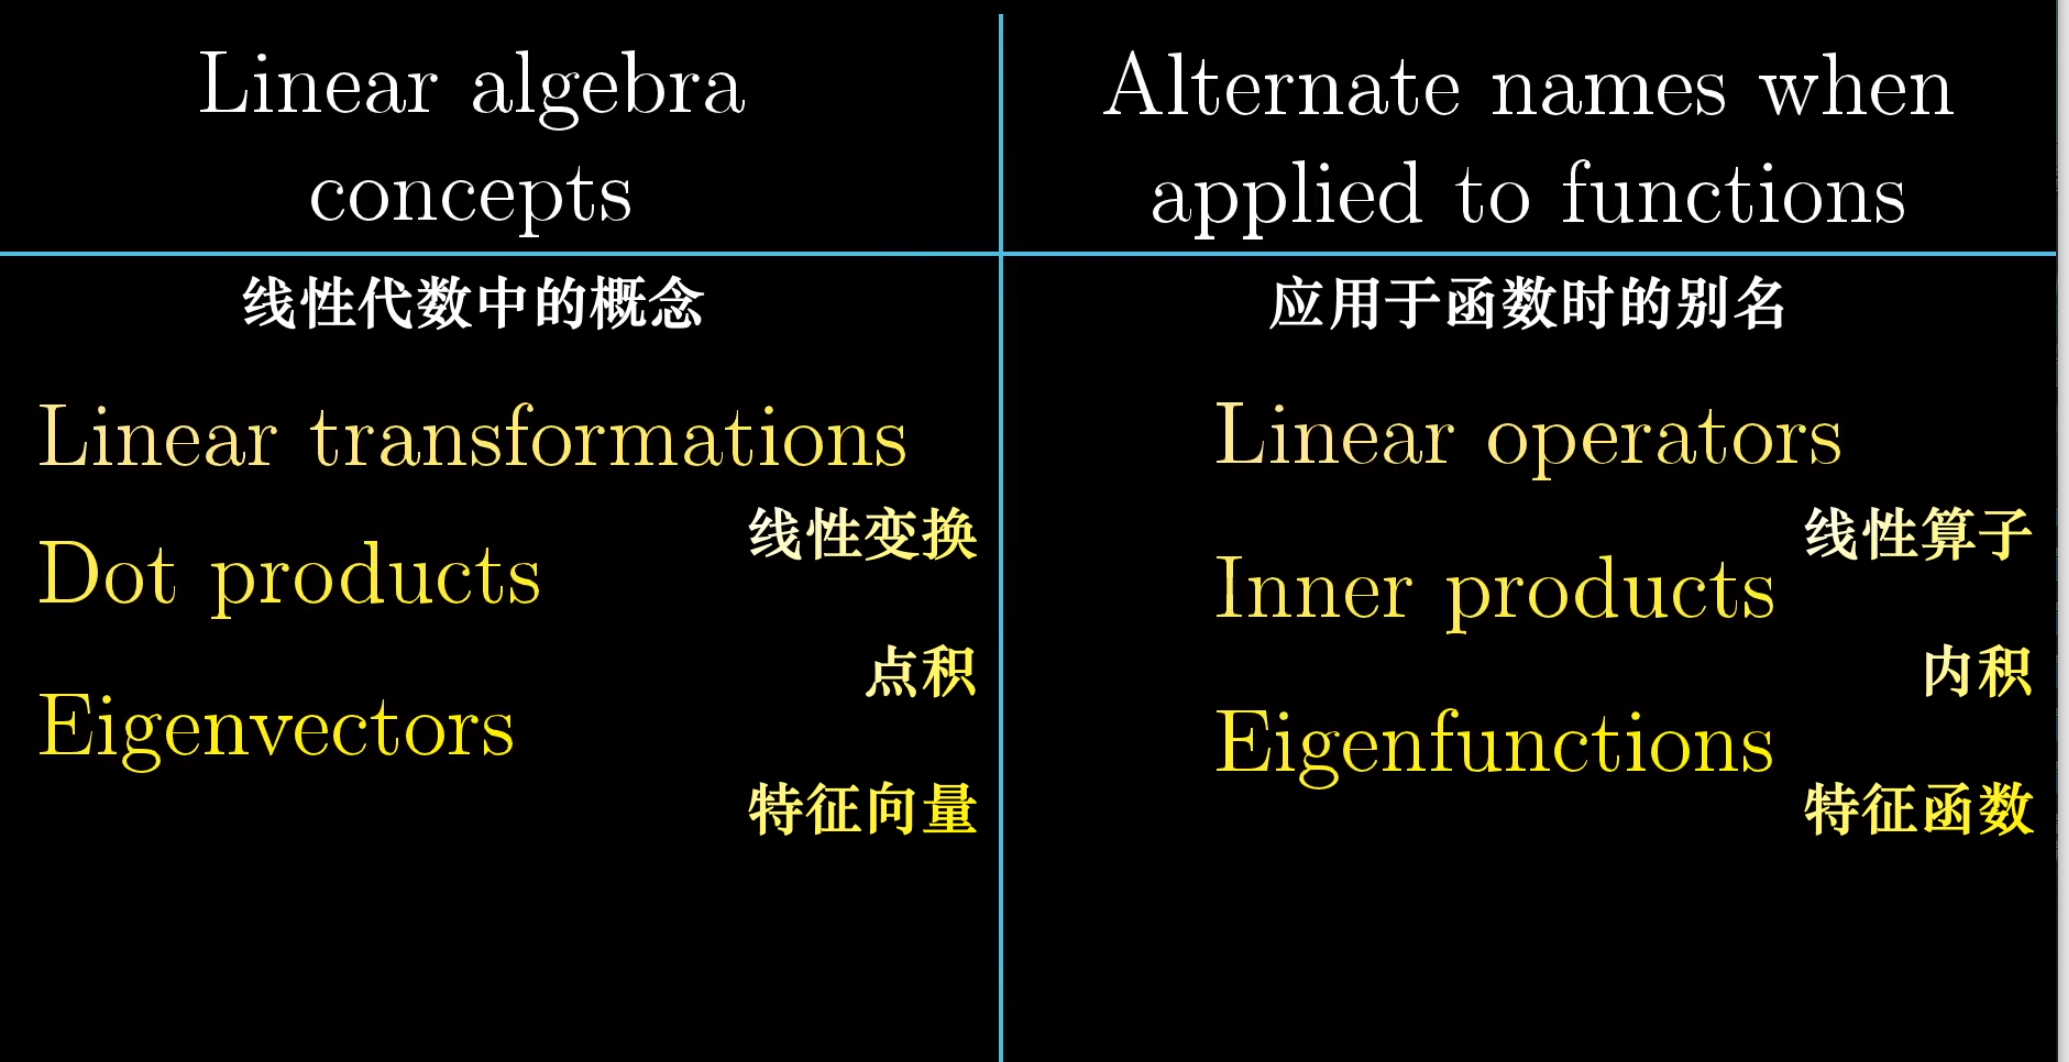 Linear algebra
concepts
线性代数中的概念
Linear transformations
线性变换
Dot products
点积
Eigenvectors
特征向量
Alternate names when
applied to functions
应用于函数时的别名
Linear operators
线性算子
Inner products
内积
Eigenfunctions
特征函数